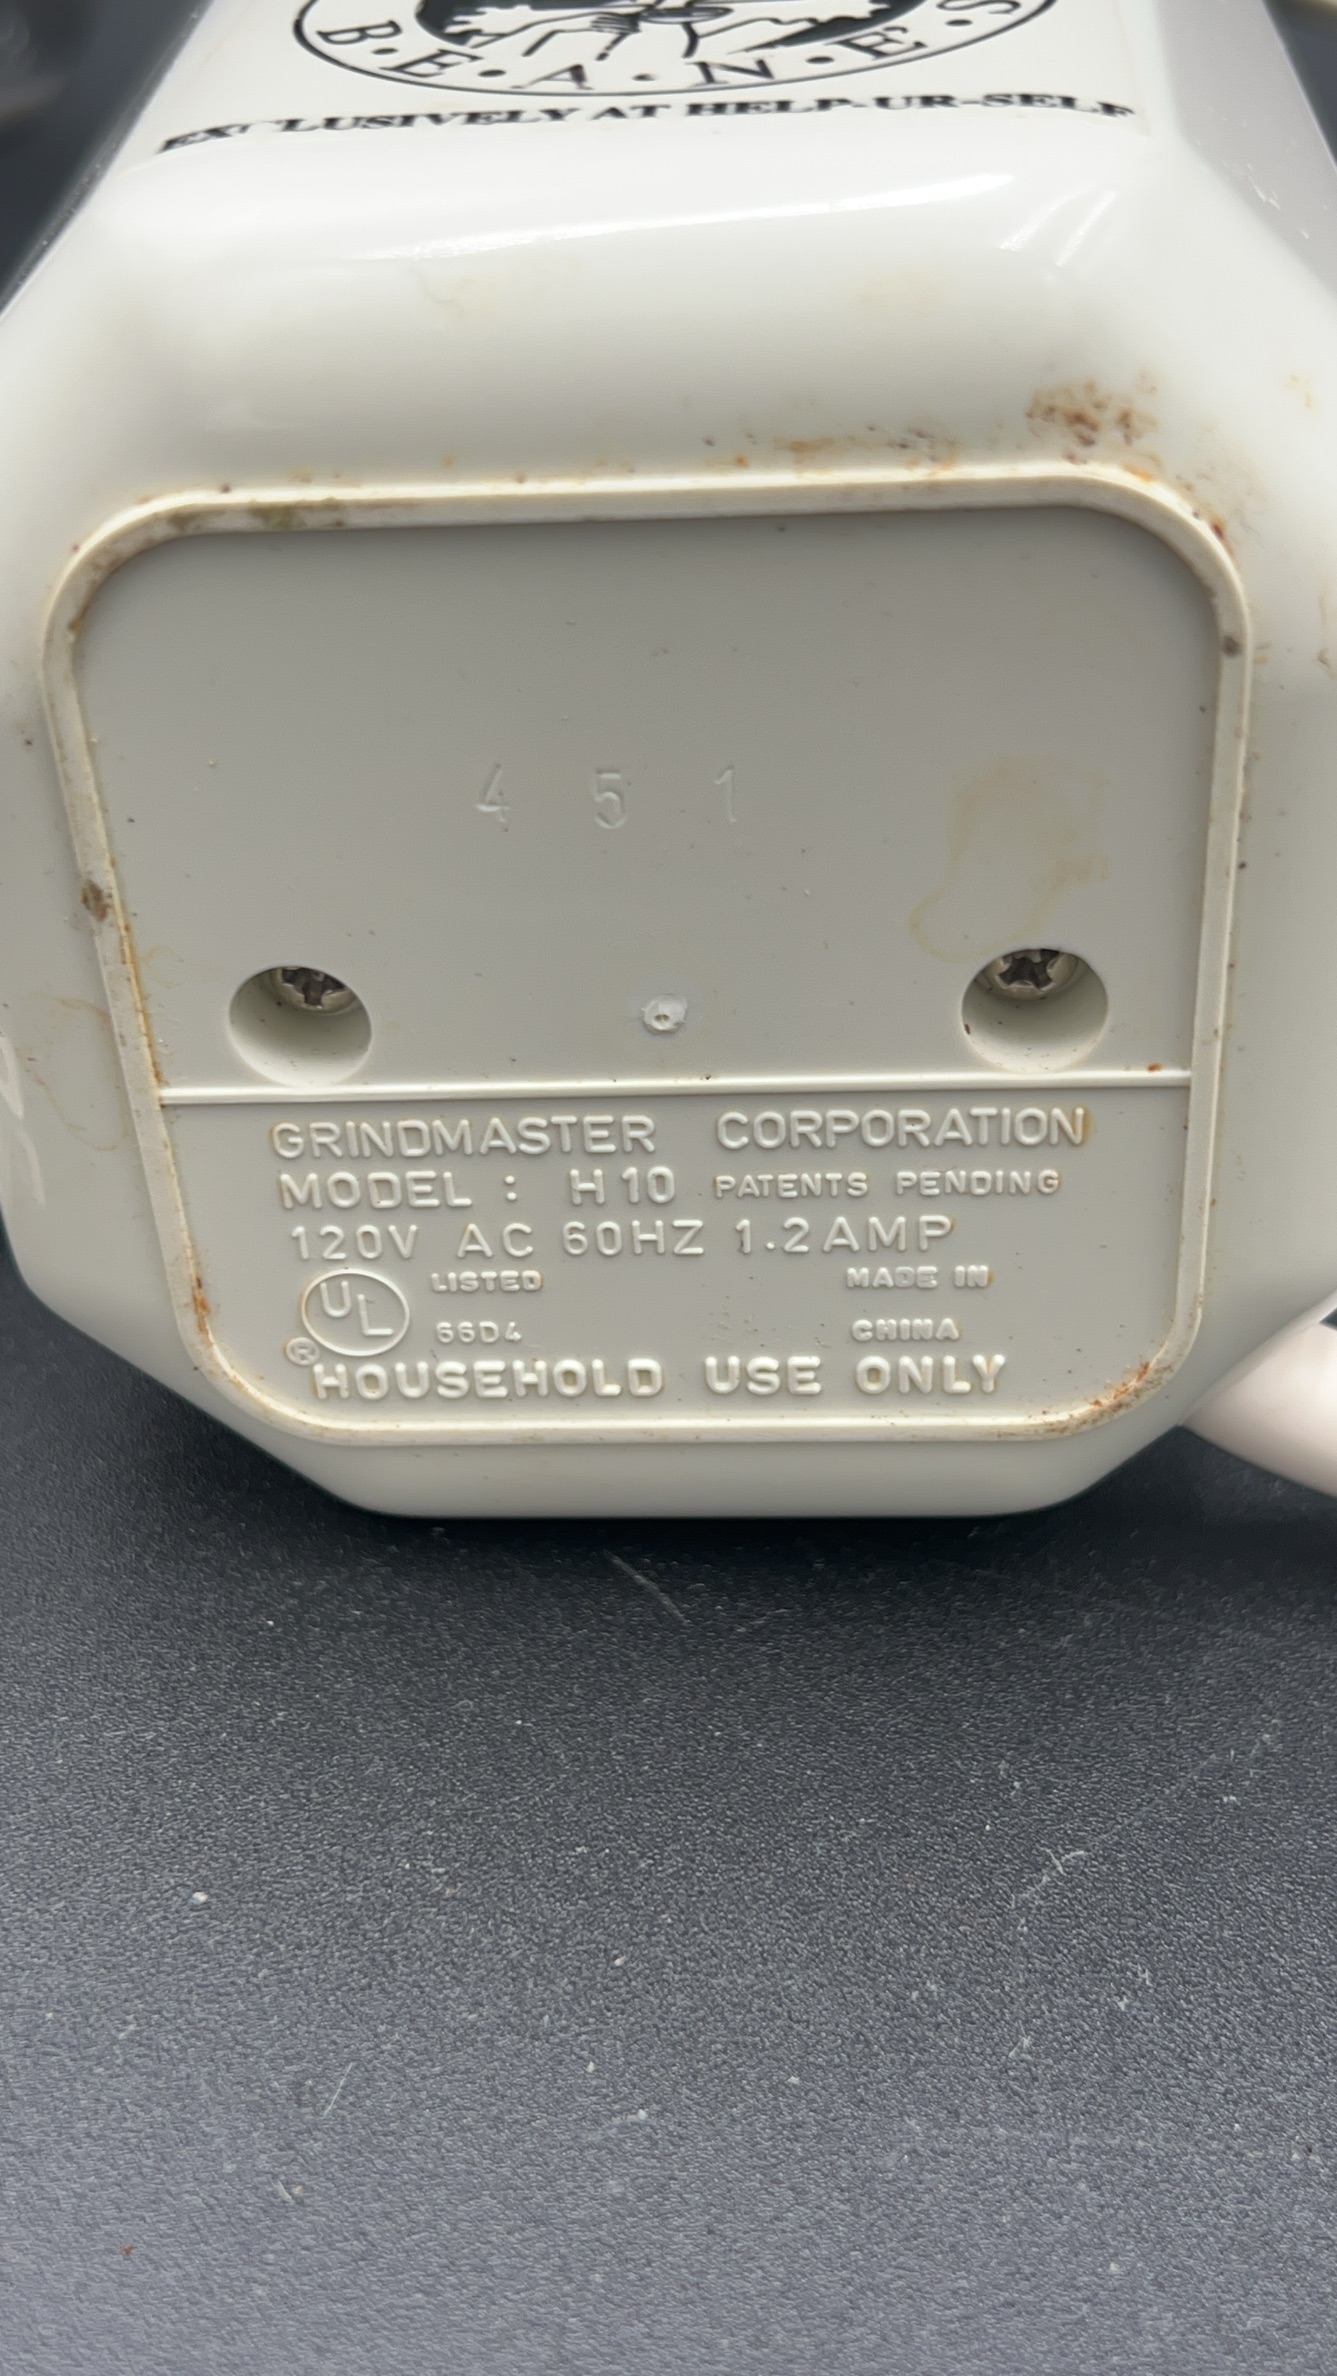 B·E·A·N·E·S
EXCLUSIVELY AT HELP-UR-SELF
4 5 1
GRINDMASTER CORPORATION
MODEL : H10 PATENTS PENDING
120V AC 60HZ 1.2AMP
UL LISTED MADE IN
66D4 CHINA
® HOUSEHOLD USE ONLY